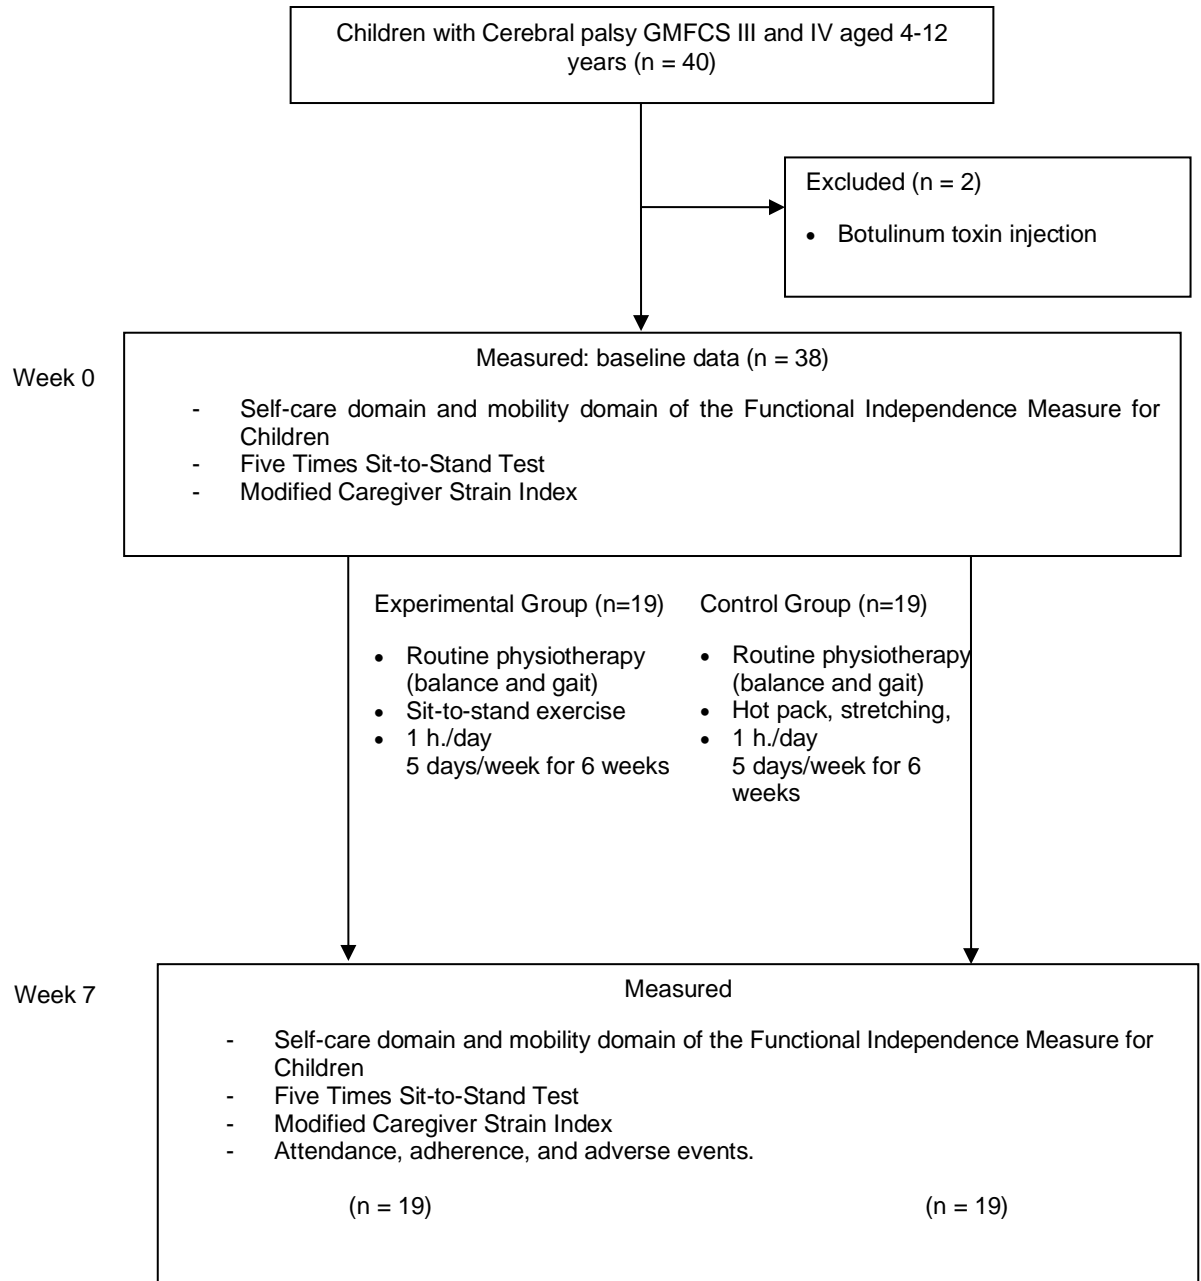 Children with Cerebral palsy GMFCS III and IV aged 4-12
years (n = 40)
Excluded (n = 2)
• Botulinum toxin injection
Week 0
Measured: baseline data (n = 38)
- Self-care domain and mobility domain of the Functional Independence Measure for
Children
- Five Times Sit-to-Stand Test
- Modified Caregiver Strain Index
Experimental Group (n=19)
• Routine physiotherapy
(balance and gait)
• Sit-to-stand exercise
• 1 h./day
5 days/week for 6 weeks
Control Group (n=19)
• Routine physiotherapy
(balance and gait)
• Hot pack, stretching,
• 1 h./day
5 days/week for 6
weeks
Week 7
Measured
- Self-care domain and mobility domain of the Functional Independence Measure for
Children
- Five Times Sit-to-Stand Test
- Modified Caregiver Strain Index
- Attendance, adherence, and adverse events.
(n = 19)
(n = 19)